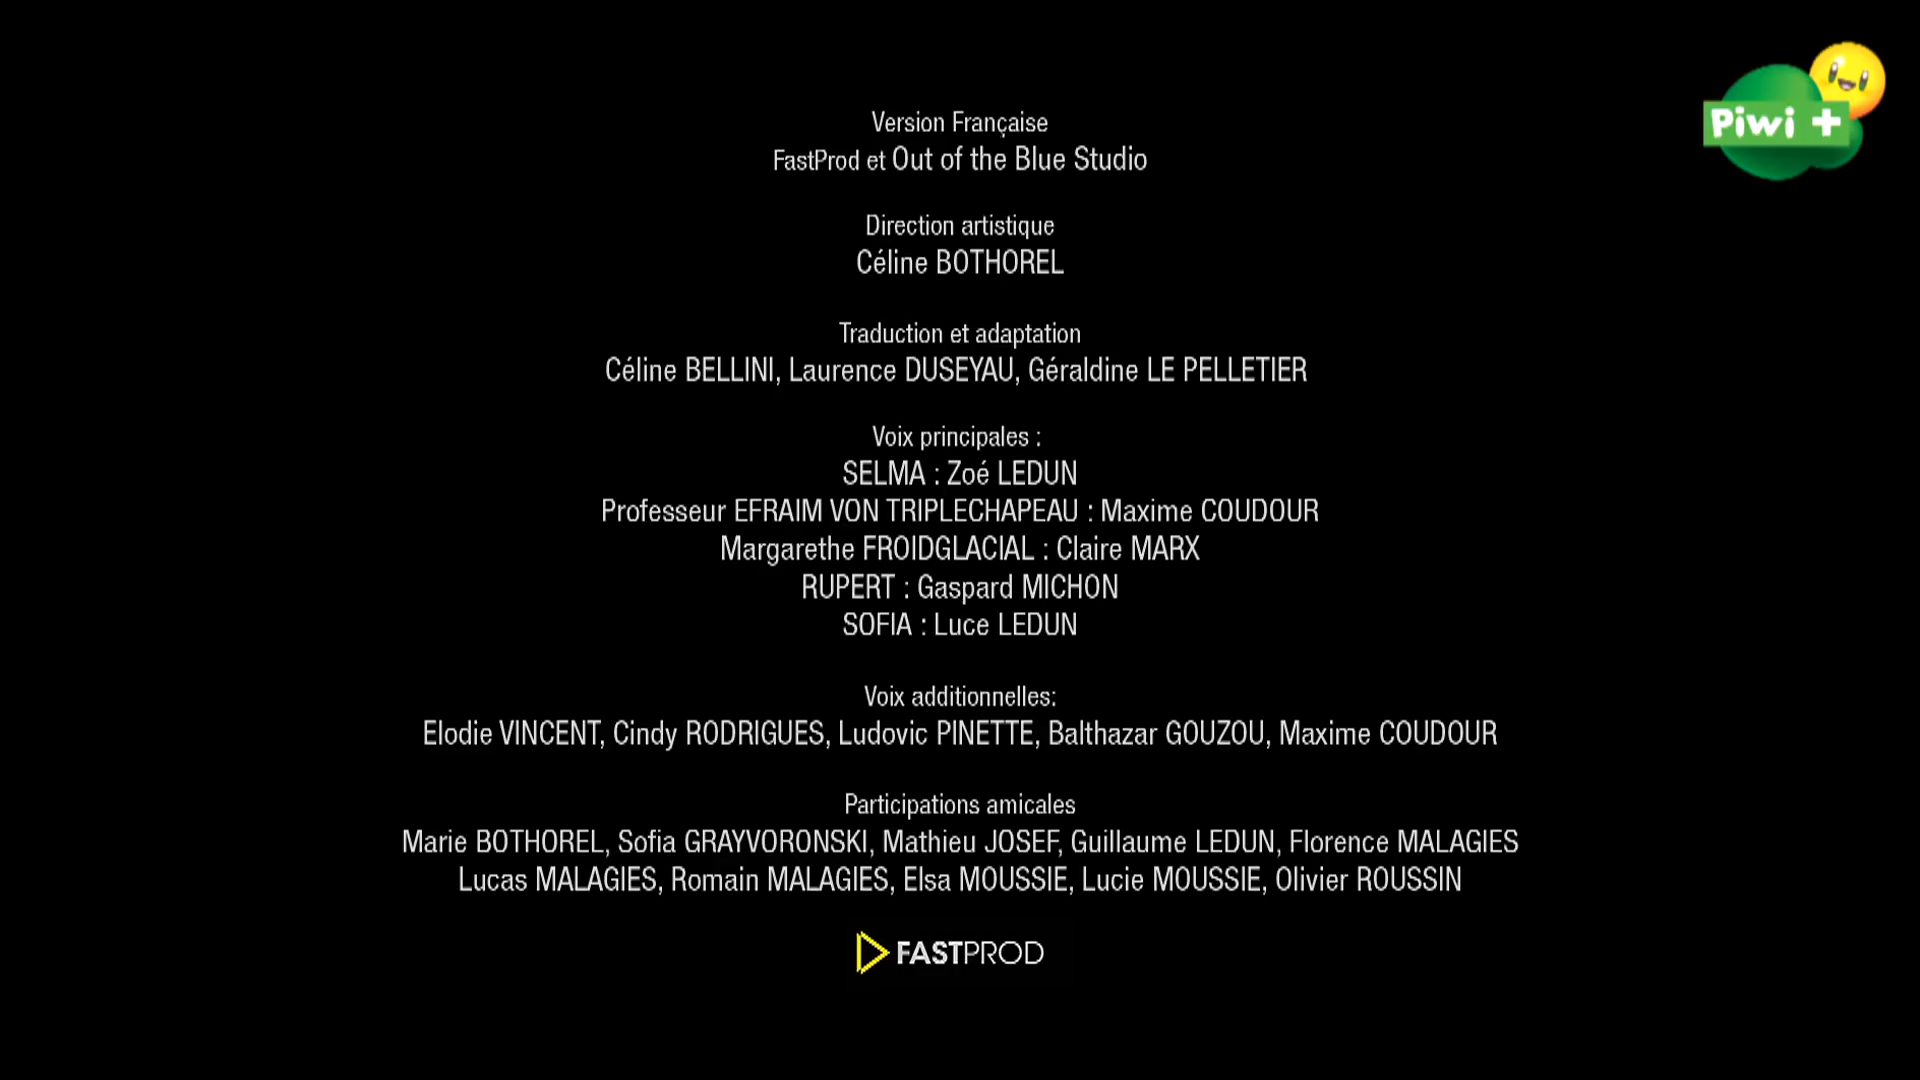 Piwi +
Version Française
FastProd et Out of the Blue Studio
Direction artistique
Céline BOTHOREL
Traduction et adaptation
Céline BELLINI, Laurence DUSEYAU, Géraldine LE PELLETIER
Voix principales :
SELMA : Zoé LEDUN
Professeur EFRAIM VON TRIPLECHAPEAU : Maxime COUDOUR
Margarethe FROIDGLACIAL : Claire MARX
RUPERT : Gaspard MICHON
SOFIA : Luce LEDUN
Voix additionnelles:
Elodie VINCENT, Cindy RODRIGUES, Ludovic PINETTE, Balthazar GOUZOU, Maxime COUDOUR
Participations amicales
Marie BOTHOREL, Sofia GRAYVORONSKI, Mathieu JOSEF, Guillaume LEDUN, Florence MALAGIES
Lucas MALAGIES, Romain MALAGIES, Elsa MOUSSIE, Lucie MOUSSIE, Olivier ROUSSIN
FASTPROD